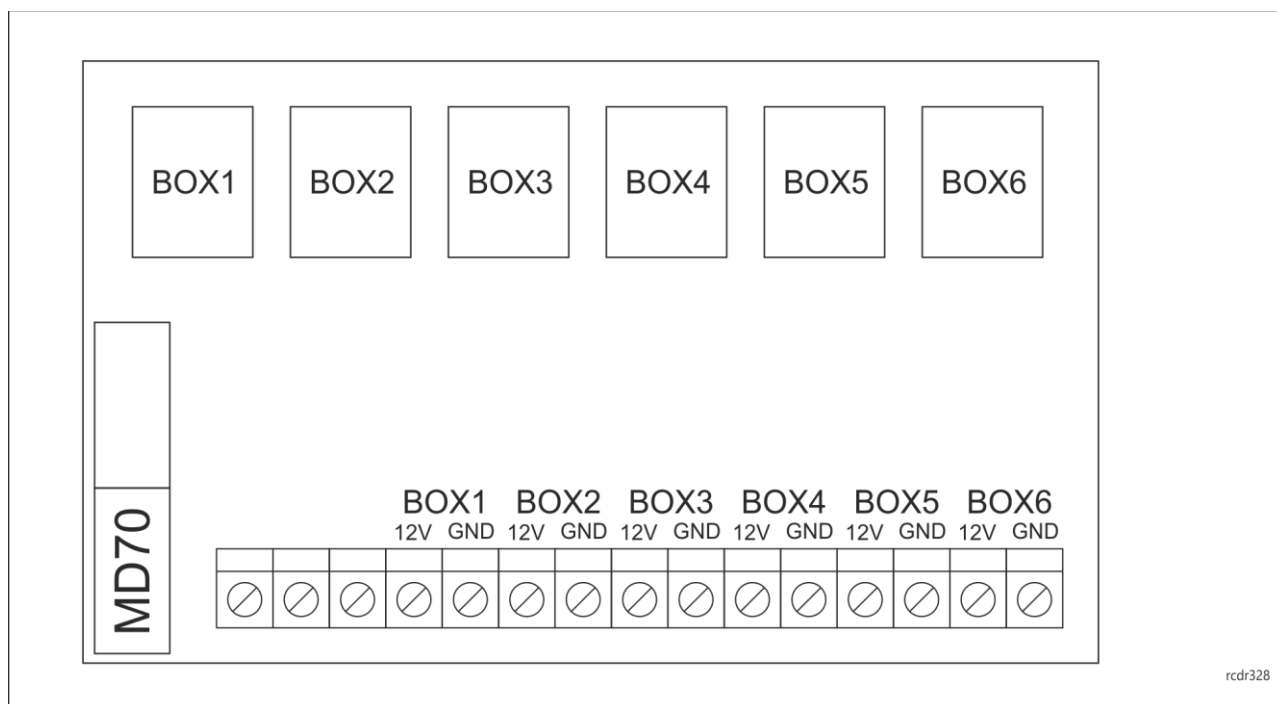 BOX1 BOX2 BOX3 BOX4 BOX5 BOX6
BOX1 BOX2 BOX3 BOX4 BOX5 BOX6
12V GND 12V GND 12V GND 12V GND 12V GND 12V GND
MD70
rcdr328